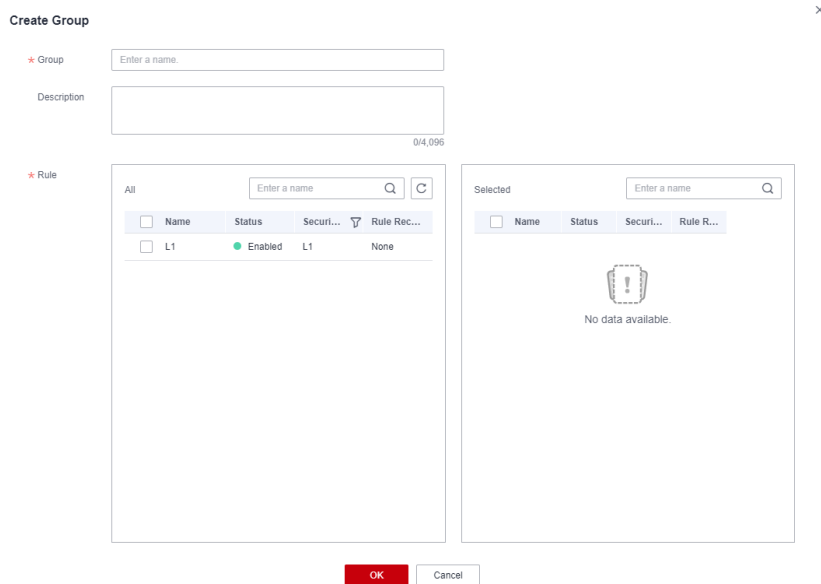 Create Group
* Group
Enter a name.
Description
0/4,096
* Rule
All
Enter a name
Name Status Securi... Rule Rec...
L1 Enabled L1 None
Selected
Enter a name
Name Status Securi... Rule R...
No data available.
OK Cancel